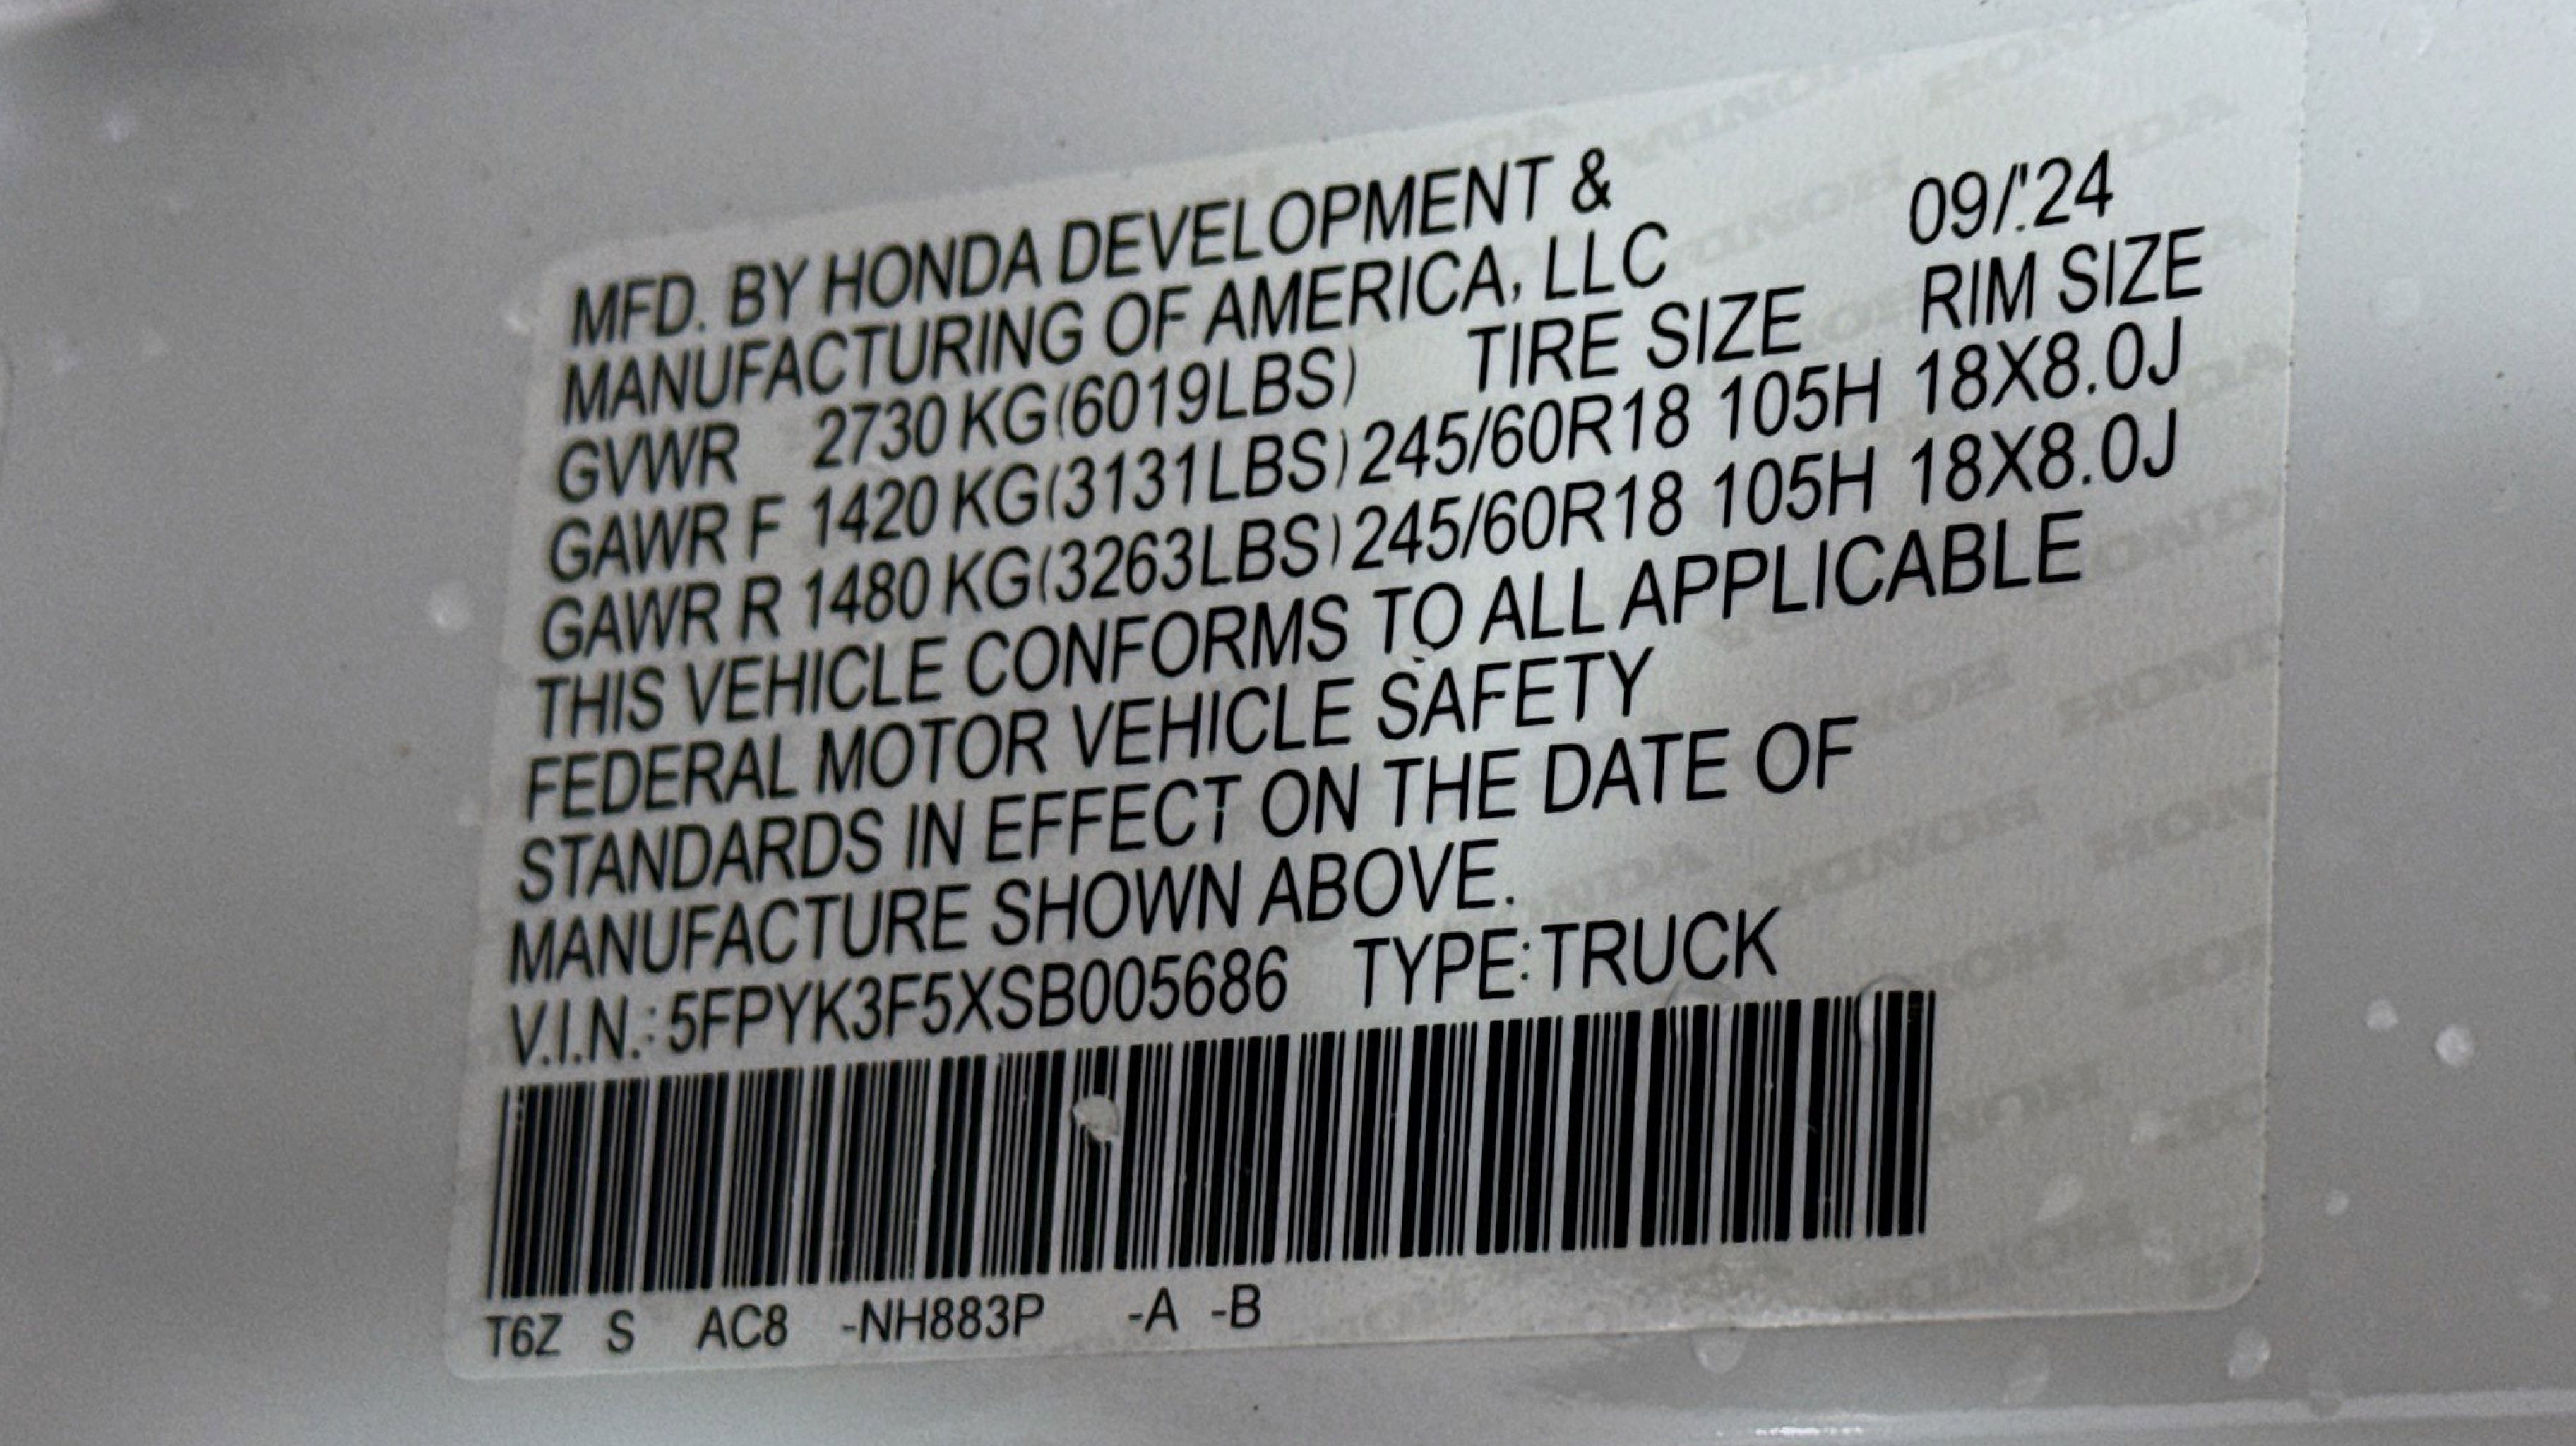 MFD. BY HONDA DEVELOPMENT &
MANUFACTURING OF AMERICA, LLC 09/'24
GVWR 2730 KG(6019LBS) TIRE SIZE RIM SIZE
GAWR F 1420 KG(3131LBS) 245/60R18 105H 18X8.0J
GAWR R 1480 KG(3263LBS) 245/60R18 105H 18X8.0J
THIS VEHICLE CONFORMS TO ALL APPLICABLE
FEDERAL MOTOR VEHICLE SAFETY
STANDARDS IN EFFECT ON THE DATE OF
MANUFACTURE SHOWN ABOVE.
V.I.N.: 5FPYK3F5XSB005686 TYPE:TRUCK
T6Z S AC8 -NH883P -A -B